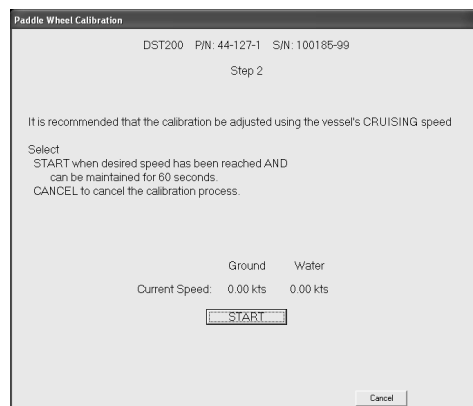 Paddle Wheel Calibration
DST200 P/N: 44-127-1 S/N: 100185-99
Step 2
It is recommended that the calibration be adjusted using the vessel's CRUISING speed
Select
START when desired speed has been reached AND
can be maintained for 60 seconds.
CANCEL to cancel the calibration process.
Ground Water
Current Speed: 0.00 kts 0.00 kts
START
Cancel